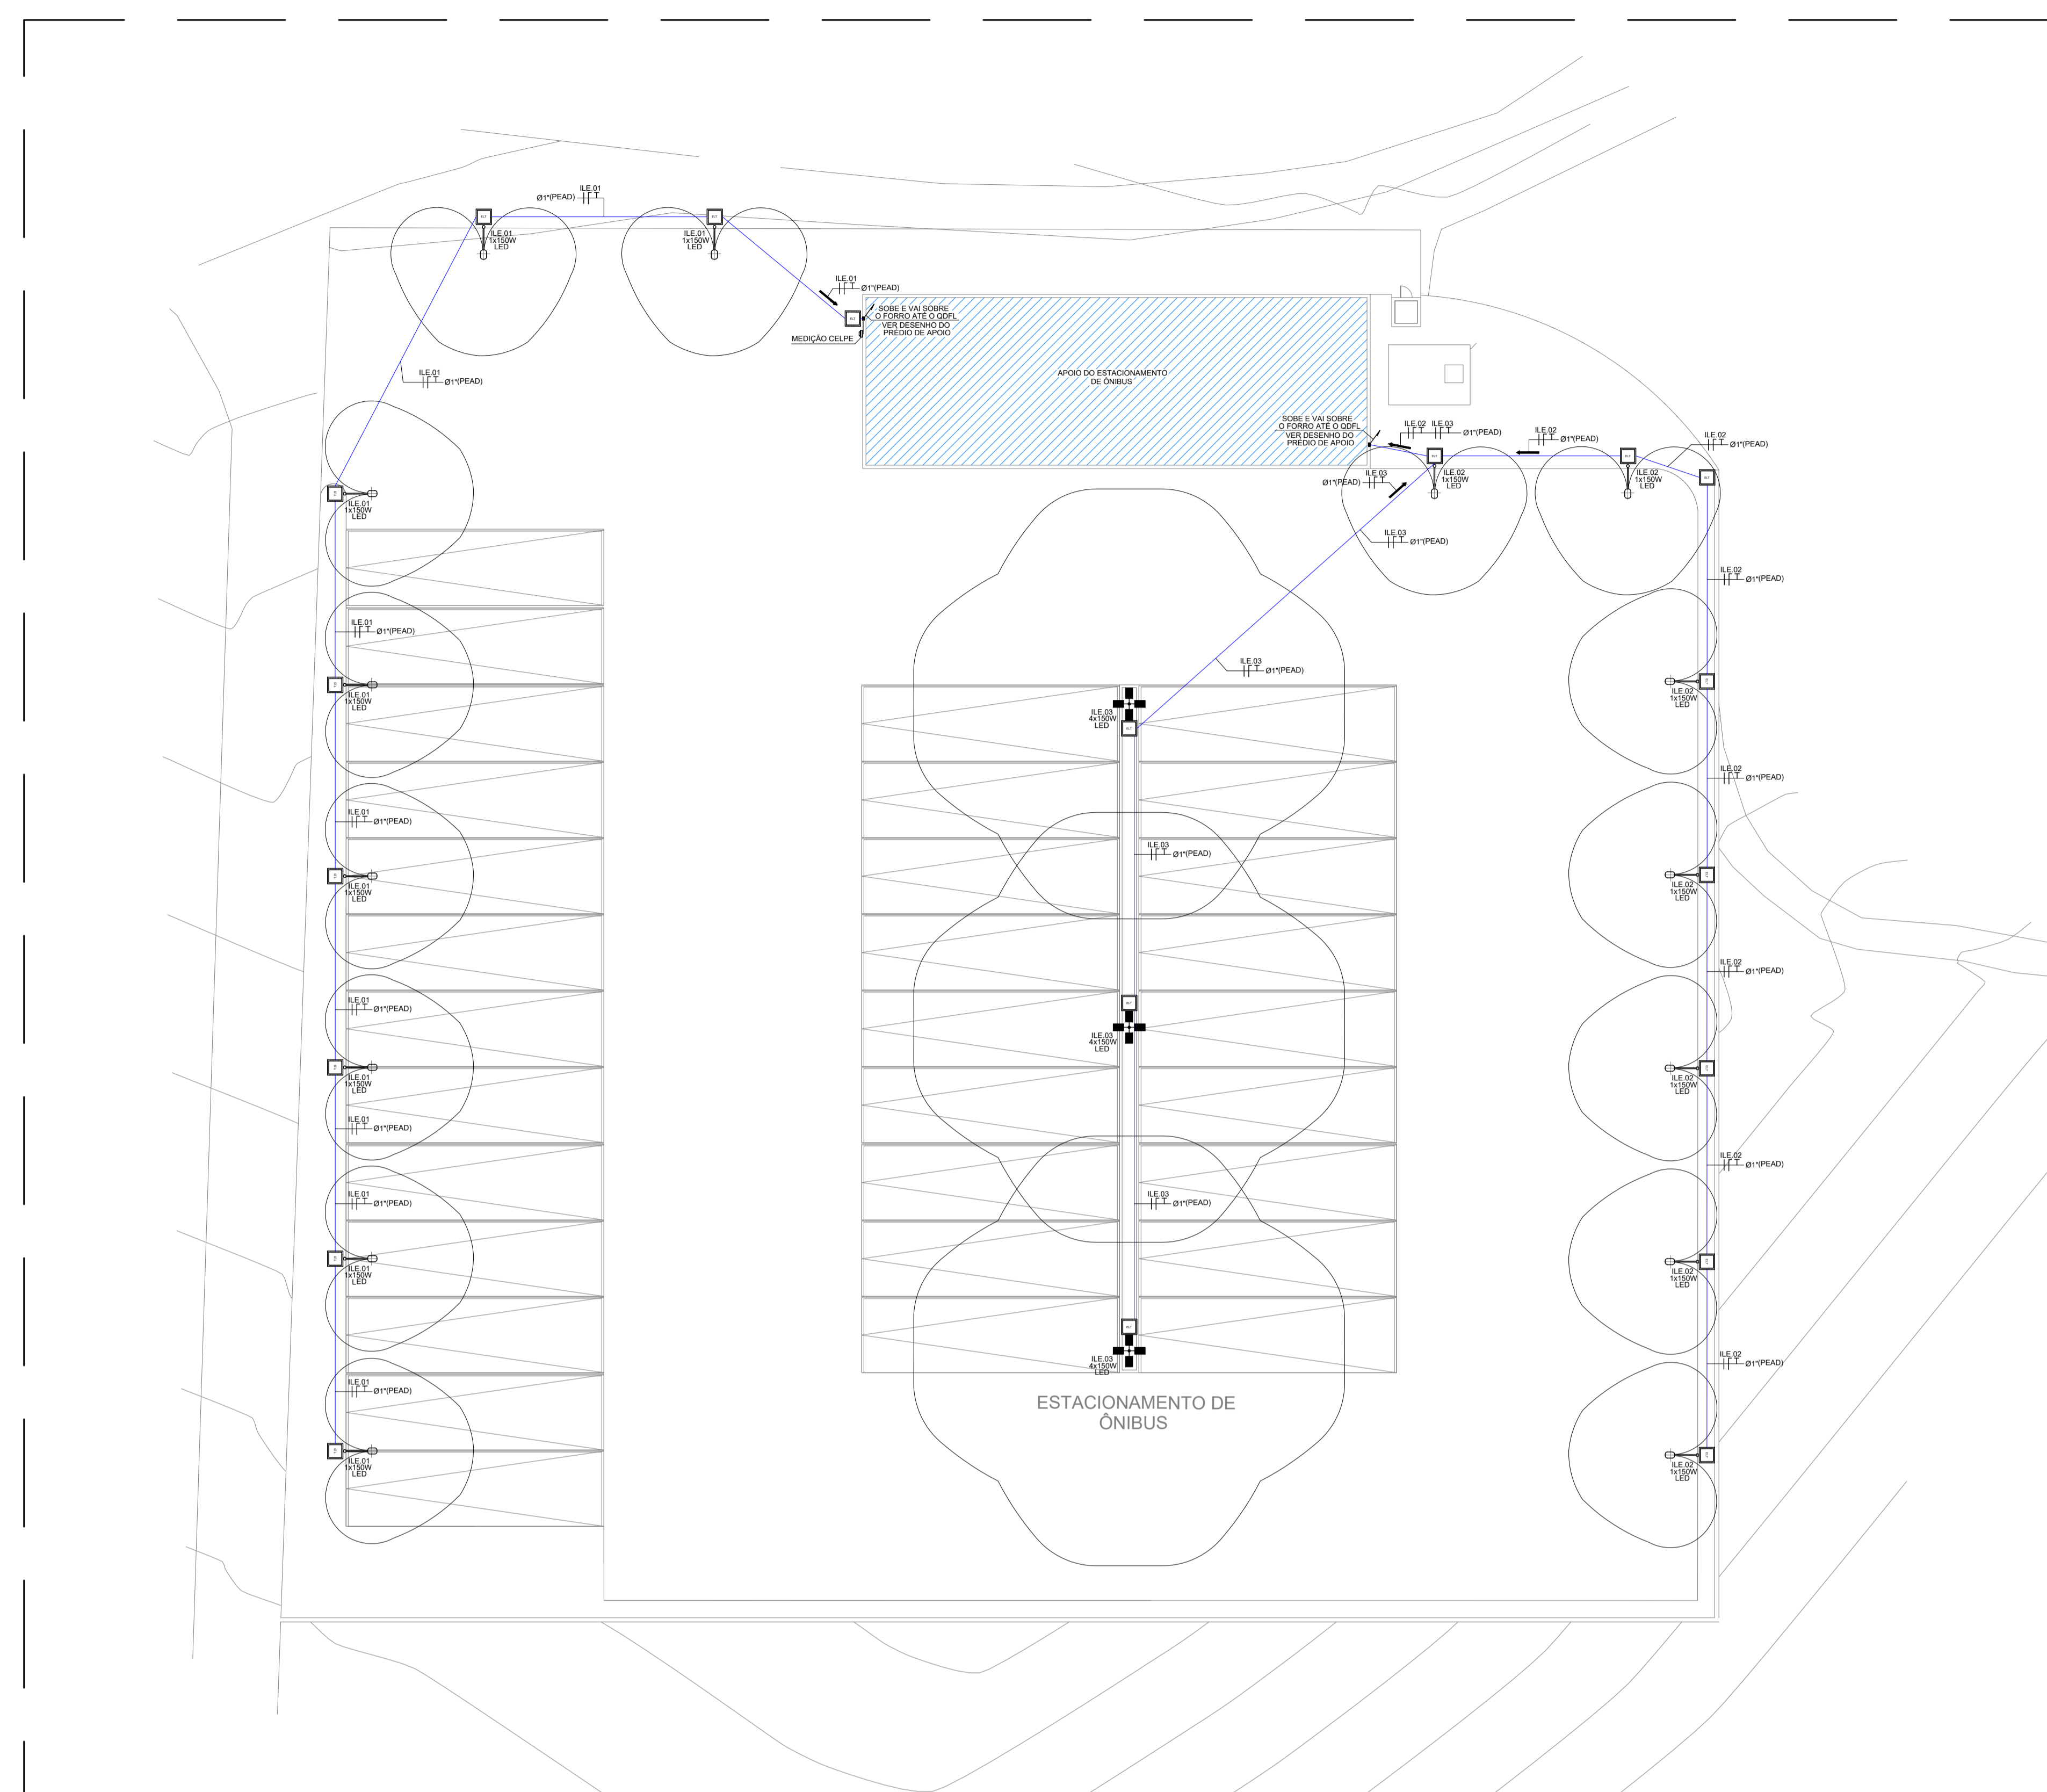 ILE.01
Ø1"(PEAD)
ILE.01
1x150W
LED
ILE.01
1x150W
LED
ILE.01
Ø1"(PEAD)
SOBE E VAI SOBRE
O FORRO ATÉ O QDFL
VER DESENHO DO
PRÉDIO DE APOIO
MEDIÇÃO CELPE
ILE.01
Ø1"(PEAD)
APOIO DO ESTACIONAMENTO
DE ÔNIBUS
SOBE E VAI SOBRE
O FORRO ATÉ O QDFL
VER DESENHO DO
PRÉDIO DE APOIO
ILE.02 ILE.03
Ø1"(PEAD)
ILE.02
Ø1"(PEAD)
ILE.02
Ø1"(PEAD)
ILE.03
Ø1"(PEAD)
ILE.02
1x150W
LED
ILE.02
1x150W
LED
ILE.01
1x150W
LED
ILE.03
Ø1"(PEAD)
ILE.02
Ø1"(PEAD)
ILE.01
Ø1"(PEAD)
ILE.03
Ø1"(PEAD)
ILE.01
1x150W
LED
ILE.02
1x150W
LED
ILE.03
4x150W
LED
ILE.02
Ø1"(PEAD)
ILE.01
Ø1"(PEAD)
ILE.03
Ø1"(PEAD)
ILE.01
1x150W
LED
ILE.02
1x150W
LED
ILE.02
Ø1"(PEAD)
ILE.01
Ø1"(PEAD)
ILE.03
4x150W
LED
ILE.01
1x150W
LED
ILE.02
1x150W
LED
ILE.01
Ø1"(PEAD)
ILE.02
Ø1"(PEAD)
ILE.01
Ø1"(PEAD)
ILE.03
Ø1"(PEAD)
ILE.01
1x150W
LED
ILE.02
1x150W
LED
ILE.03
4x150W
LED
ILE.02
Ø1"(PEAD)
ILE.01
Ø1"(PEAD)
ESTACIONAMENTO DE
ÔNIBUS
ILE.01
1x150W
LED
ILE.02
1x150W
LED